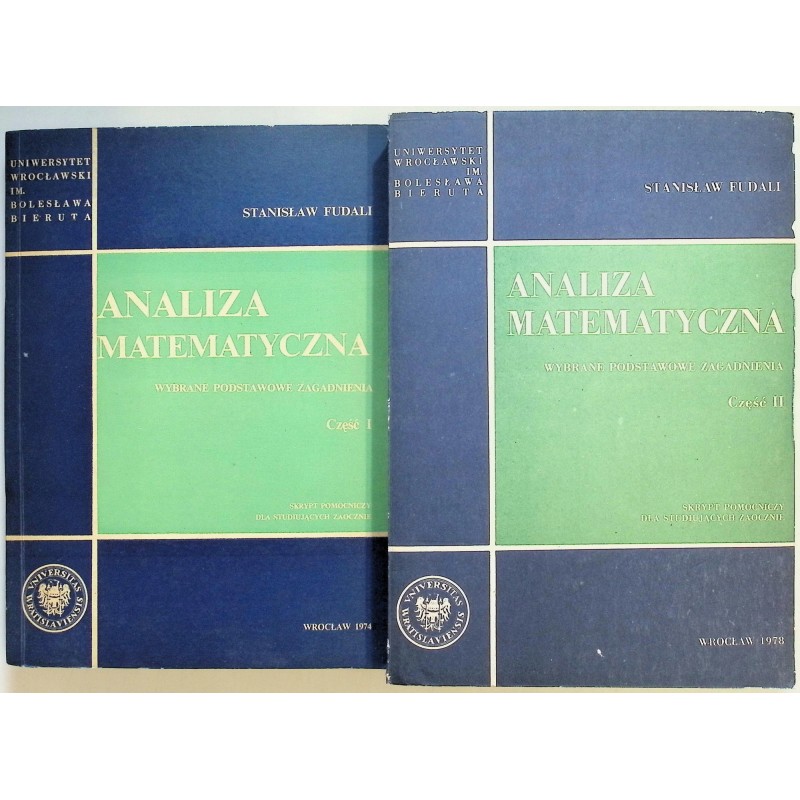 UNIWERSYTET
WROCŁAWSKI
IM.
BOLESŁAWA
BIERUTA
STANISŁAW FUDALI
ANALIZA
MATEMATYCZNA
WYBRANE PODSTAWOWE ZAGADNIENIA
Część I
SKRYPT POMOCNICZY
DLA STUDIUJĄCYCH ZAOCZNIE
UNIVERSITAS
WRATISLAVIENSIS
WROCŁAW 1974
UNIWERSYTET
WROCŁAWSKI
IM.
BOLESŁAWA
BIERUTA
STANISŁAW FUDALI
ANALIZA
MATEMATYCZNA
WYBRANE PODSTAWOWE ZAGADNIENIA
Część II
SKRYPT POMOCNICZY
DLA STUDIUJĄCYCH ZAOCZNIE
UNIVERSITAS
WRATISLAVIENSIS
WROCŁAW 1978